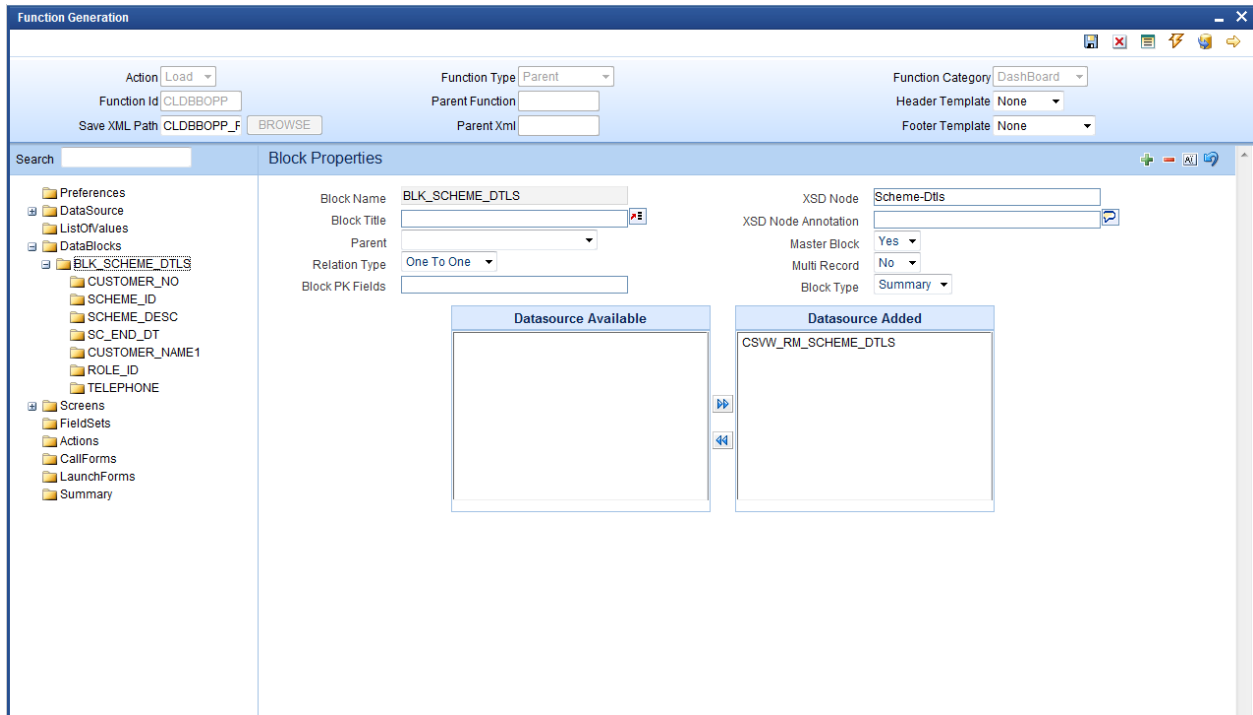 Function Generation
Action Load
Function Type Parent
Function Category DashBoard
Function Id CLDBBOPP
Parent Function
Header Template None
Save XML Path CLDBBOPP_F BROWSE
Parent Xml
Footer Template None
Search
Block Properties
Preferences
DataSource
ListOfValues
DataBlocks
BLK_SCHEME_DTLS
CUSTOMER_NO
SCHEME_ID
SCHEME_DESC
SC_END_DT
CUSTOMER_NAME1
ROLE_ID
TELEPHONE
Screens
FieldSets
Actions
CallForms
LaunchForms
Summary
Block Name BLK_SCHEME_DTLS
XSD Node Scheme-Dtls
Block Title
XSD Node Annotation
Parent
Master Block Yes
Relation Type One To One
Multi Record No
Block PK Fields
Block Type Summary
Datasource Available
Datasource Added
CSVW_RM_SCHEME_DTLS